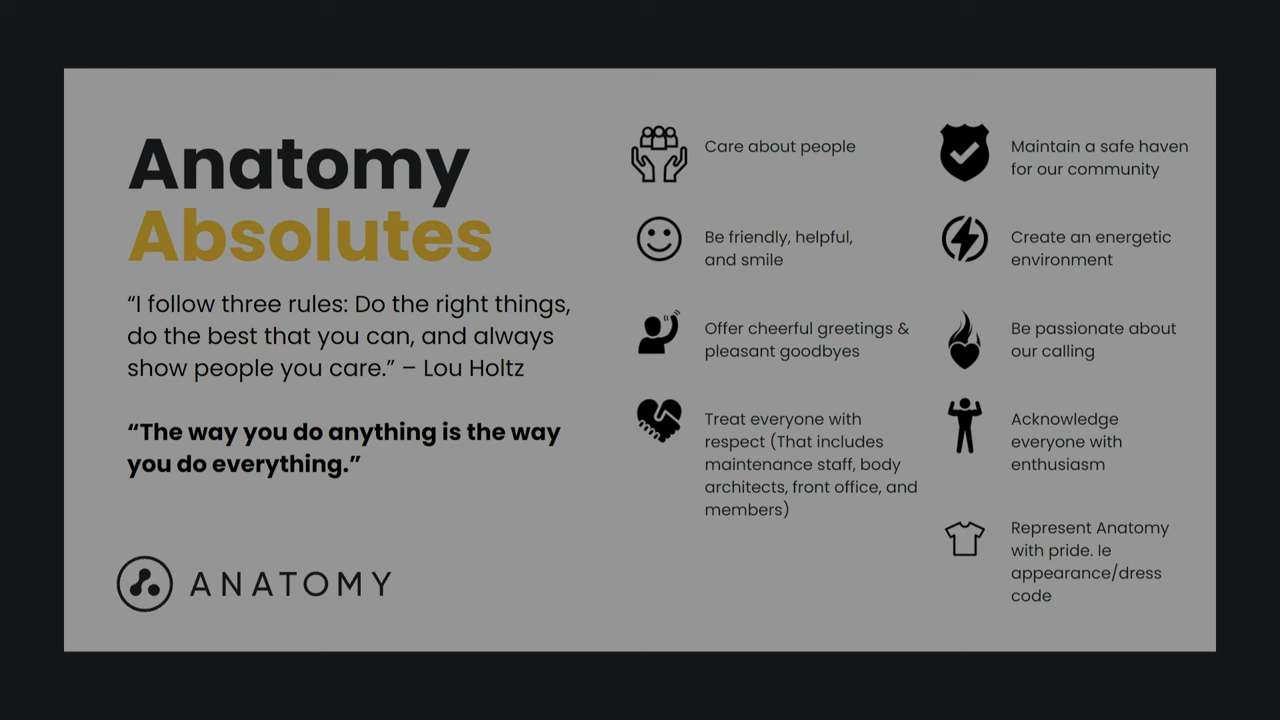 Anatomy
Absolutes
“I follow three rules: Do the right things,
do the best that you can, and always
show people you care.” – Lou Holtz
“The way you do anything is the way
you do everything.”
ANATOMY
Care about people
Be friendly, helpful,
and smile
Offer cheerful greetings &
pleasant goodbyes
Treat everyone with
respect (That includes
maintenance staff, body
architects, front office, and
members)
Maintain a safe haven
for our community
Create an energetic
environment
Be passionate about
our calling
Acknowledge
everyone with
enthusiasm
Represent Anatomy
with pride. Ie
appearance/dress
code